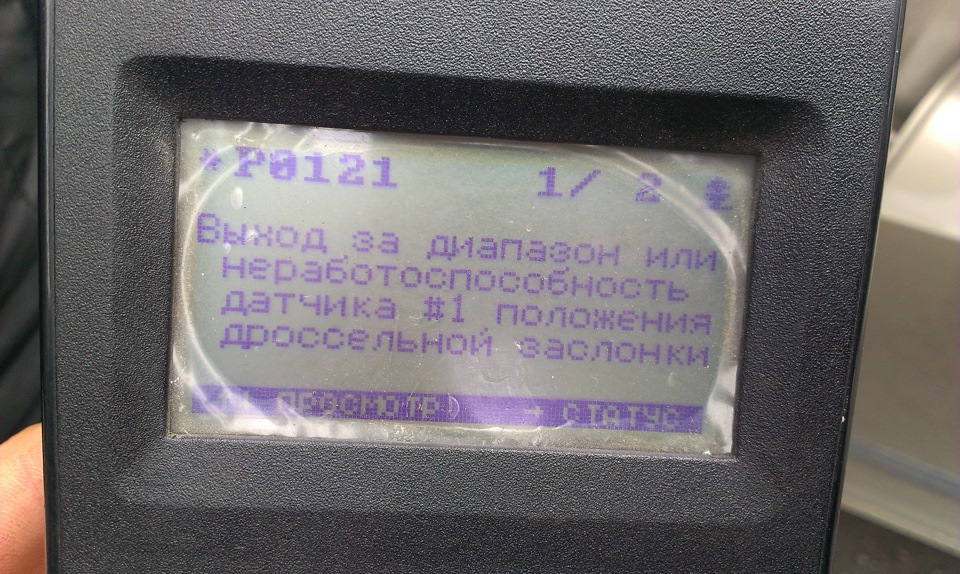 *P0121 1/ 2
Выход за диапазон или
неработоспособность
датчика #1 положения
дроссельной заслонки
ПРОСМОТР → СТАТУС